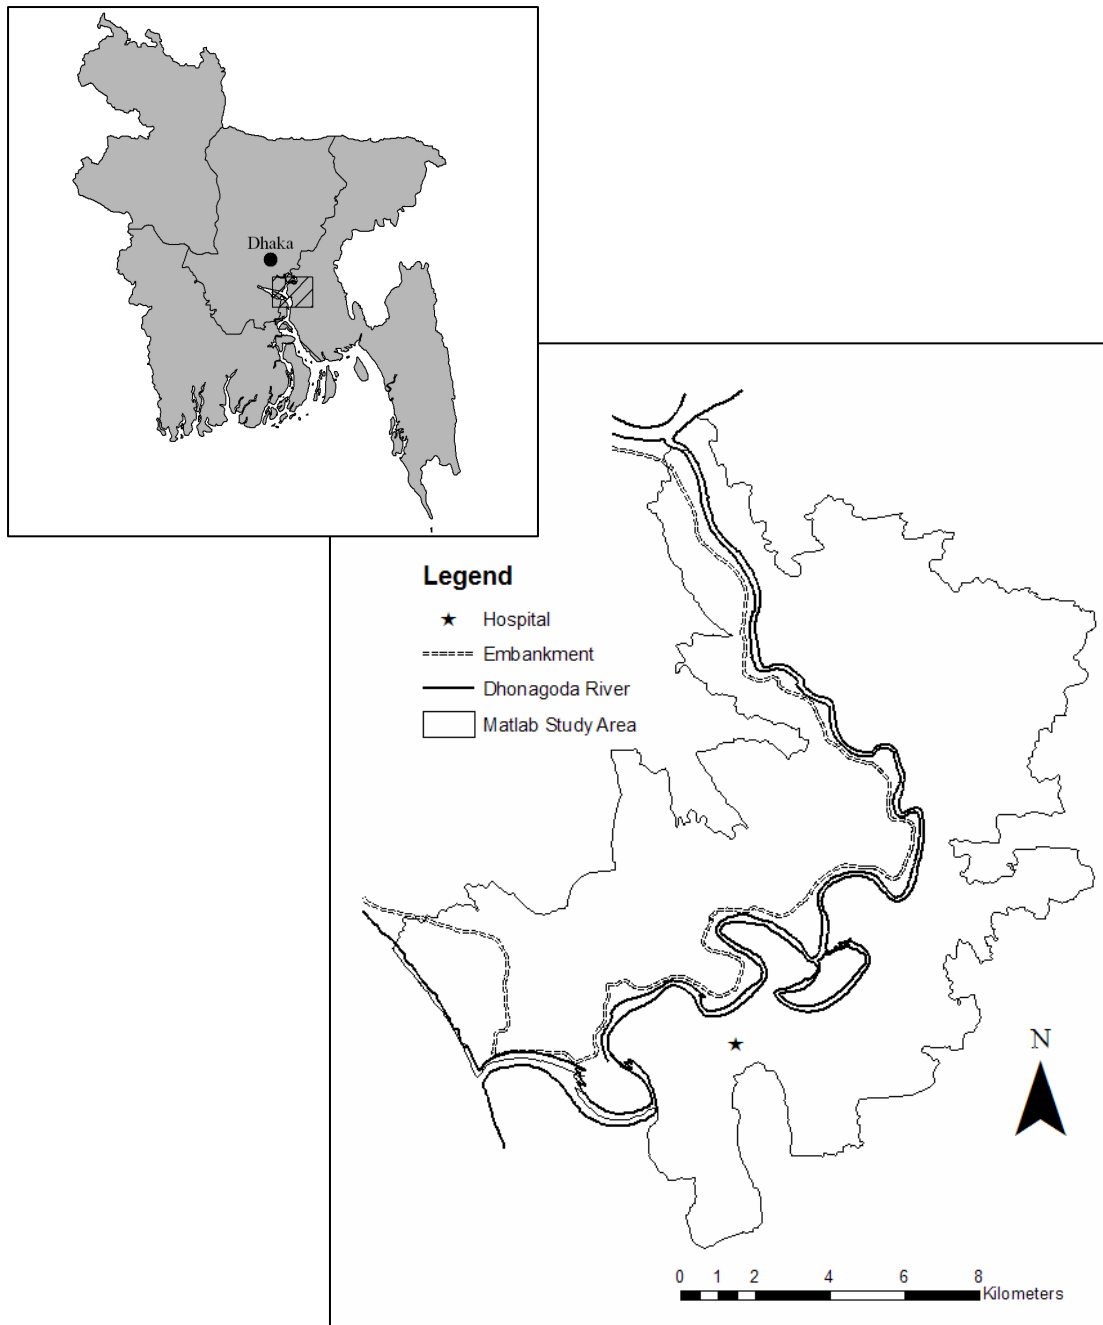 Dhaka
Legend
Hospital
Embankment
Dhonagoda River
Matlab Study Area
N
0 1 2 4 6 8
Kilometers